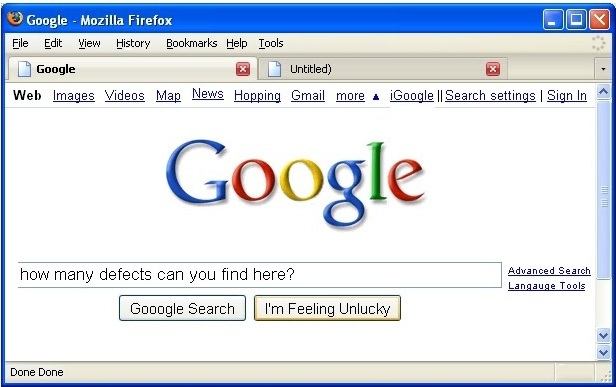 Google - Mozilla Firefox
File Edit View History Bookmarks Help Tools
Google Untitled)
Web Images Videos Map News Hopping Gmail more ▲ iGoogle || Search settings | Sign In
Google
how many defects can you find here?
Advanced Search
Langauge Tools
Gooogle Search I'm Feeling Unlucky
Done Done